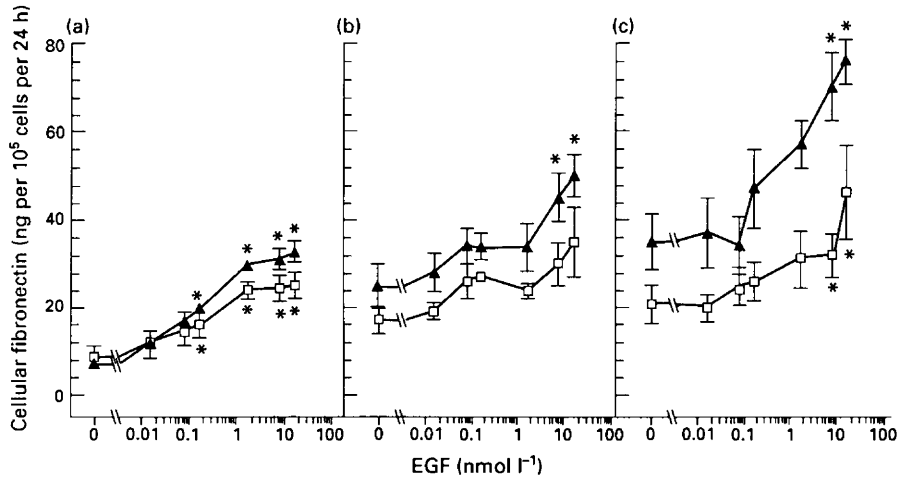 (a) (b) (c)
Cellular fibronectin (ng per 10⁵ cells per 24 h)
80
60
40
20
0
* * * *
* * * *
* *
* *
* *
0 0.01 0.1 1 10 100
0 0.01 0.1 1 10
0 0.01 0.1 1 10 100
EGF (nmol l⁻¹)